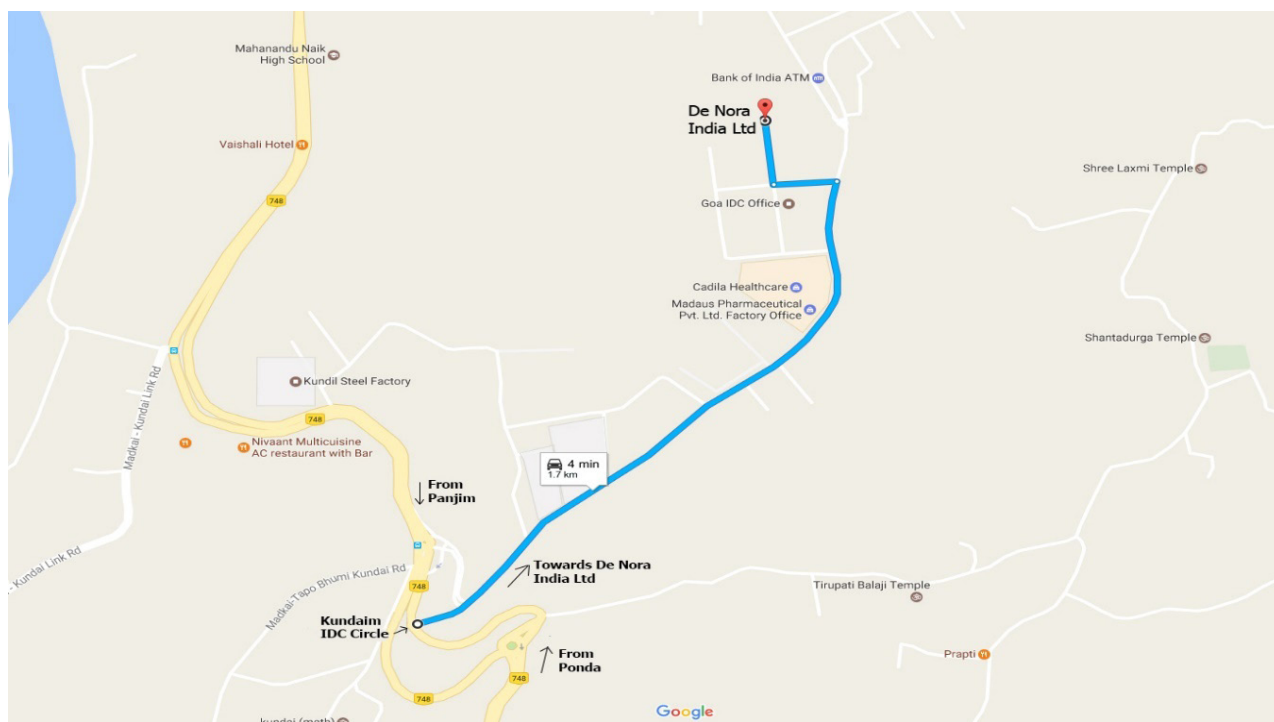 Mahanandu Naik
High School
Bank of India ATM
De Nora
India Ltd
Vaishali Hotel
Shree Laxmi Temple
748
Goa IDC Office
Cadila Healthcare
Madaus Pharmaceutical
Pvt. Ltd. Factory Office
Shantadurga Temple
Kundil Steel Factory
Madkai - Kundai Link Rd
748
Nivaant Multicuisine
AC restaurant with Bar
4 min
1.7 km
From
Panjim
- Kundai Link Rd
Madkai-Tapo Bhumi Kundai Rd
Towards De Nora
India Ltd
748
Tirupati Balaji Temple
Kundaim
IDC Circle
From
Ponda
Prapti
748
748
kundai (math)
Google